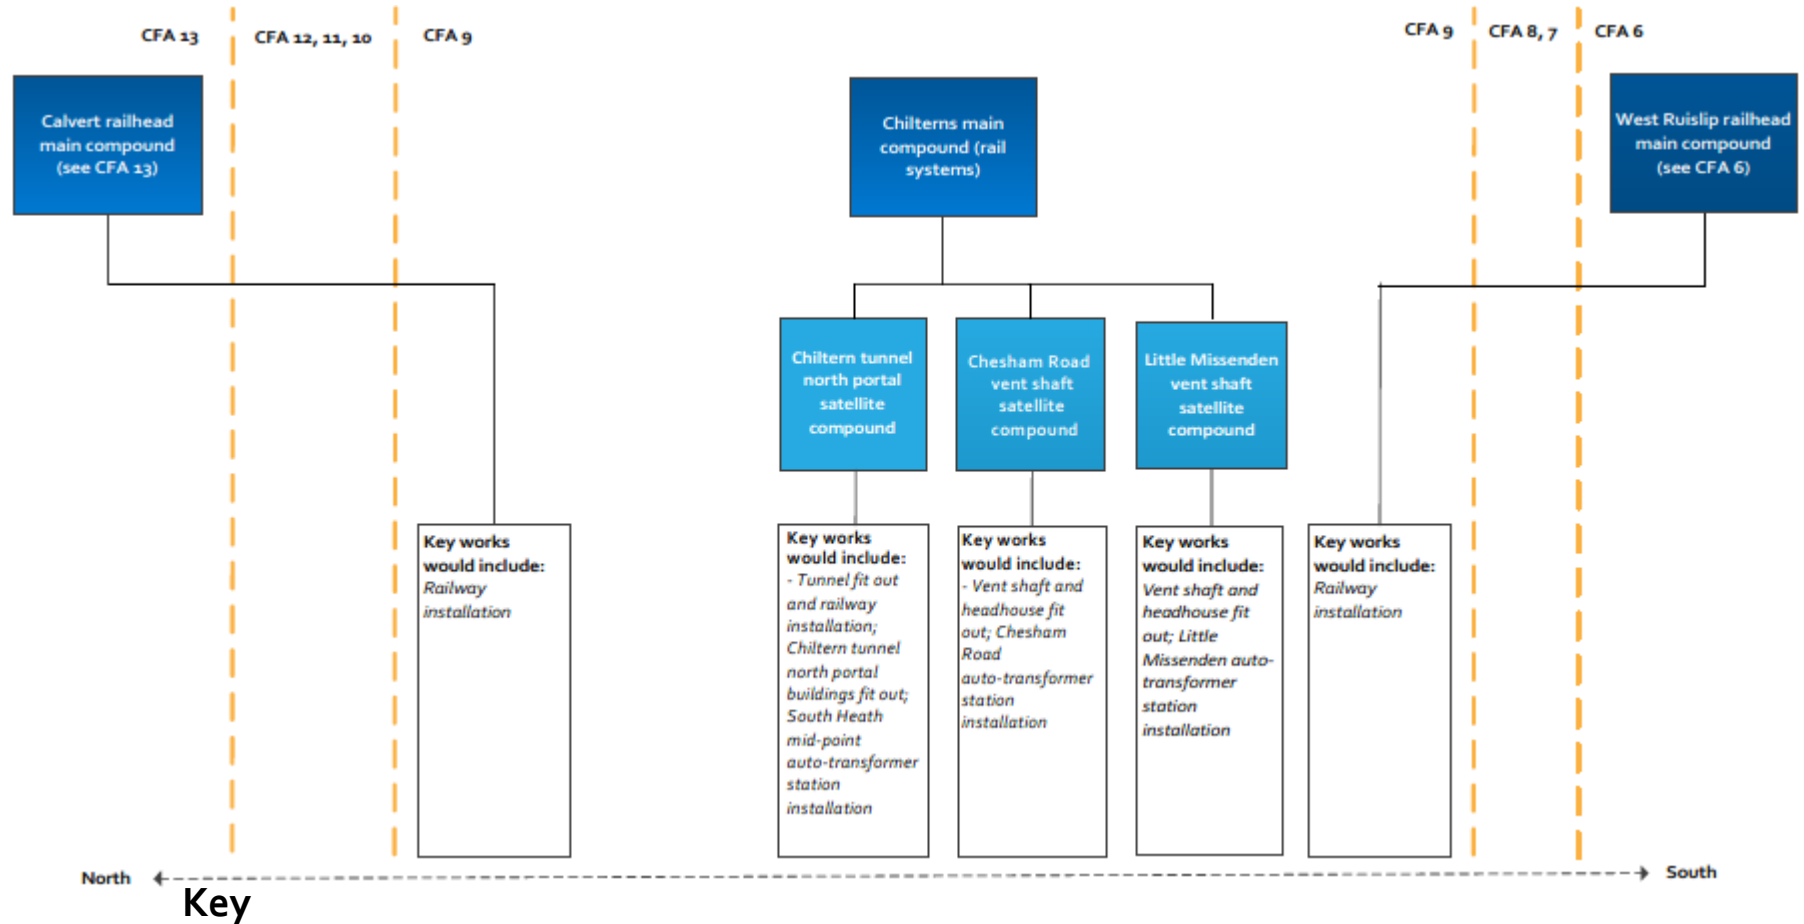 CFA 13
CFA 12, 11, 10
CFA 9
CFA 9
CFA 8, 7
CFA 6
Calvert railhead
main compound
(see CFA 13)
Chilterns main
compound (rail
systems)
West Ruislip railhead
main compound
(see CFA 6)
Chiltern tunnel
north portal
satellite
compound
Chesham Road
vent shaft
satellite
compound
Little Missenden
vent shaft
satellite
compound
Key works
would include:
Railway
installation
Key works
would include:
- Tunnel fit out
and railway
installation;
Chiltern tunnel
north portal
buildings fit out;
South Heath
mid-point
auto-transformer
station
installation
Key works
would include:
- Vent shaft and
headhouse fit
out; Chesham
Road
auto-transformer
station
installation
Key works
would include:
Vent shaft and
headhouse fit
out; Little
Missenden auto-
transformer
station
installation
Key works
would include:
Railway
installation
North
South
Key